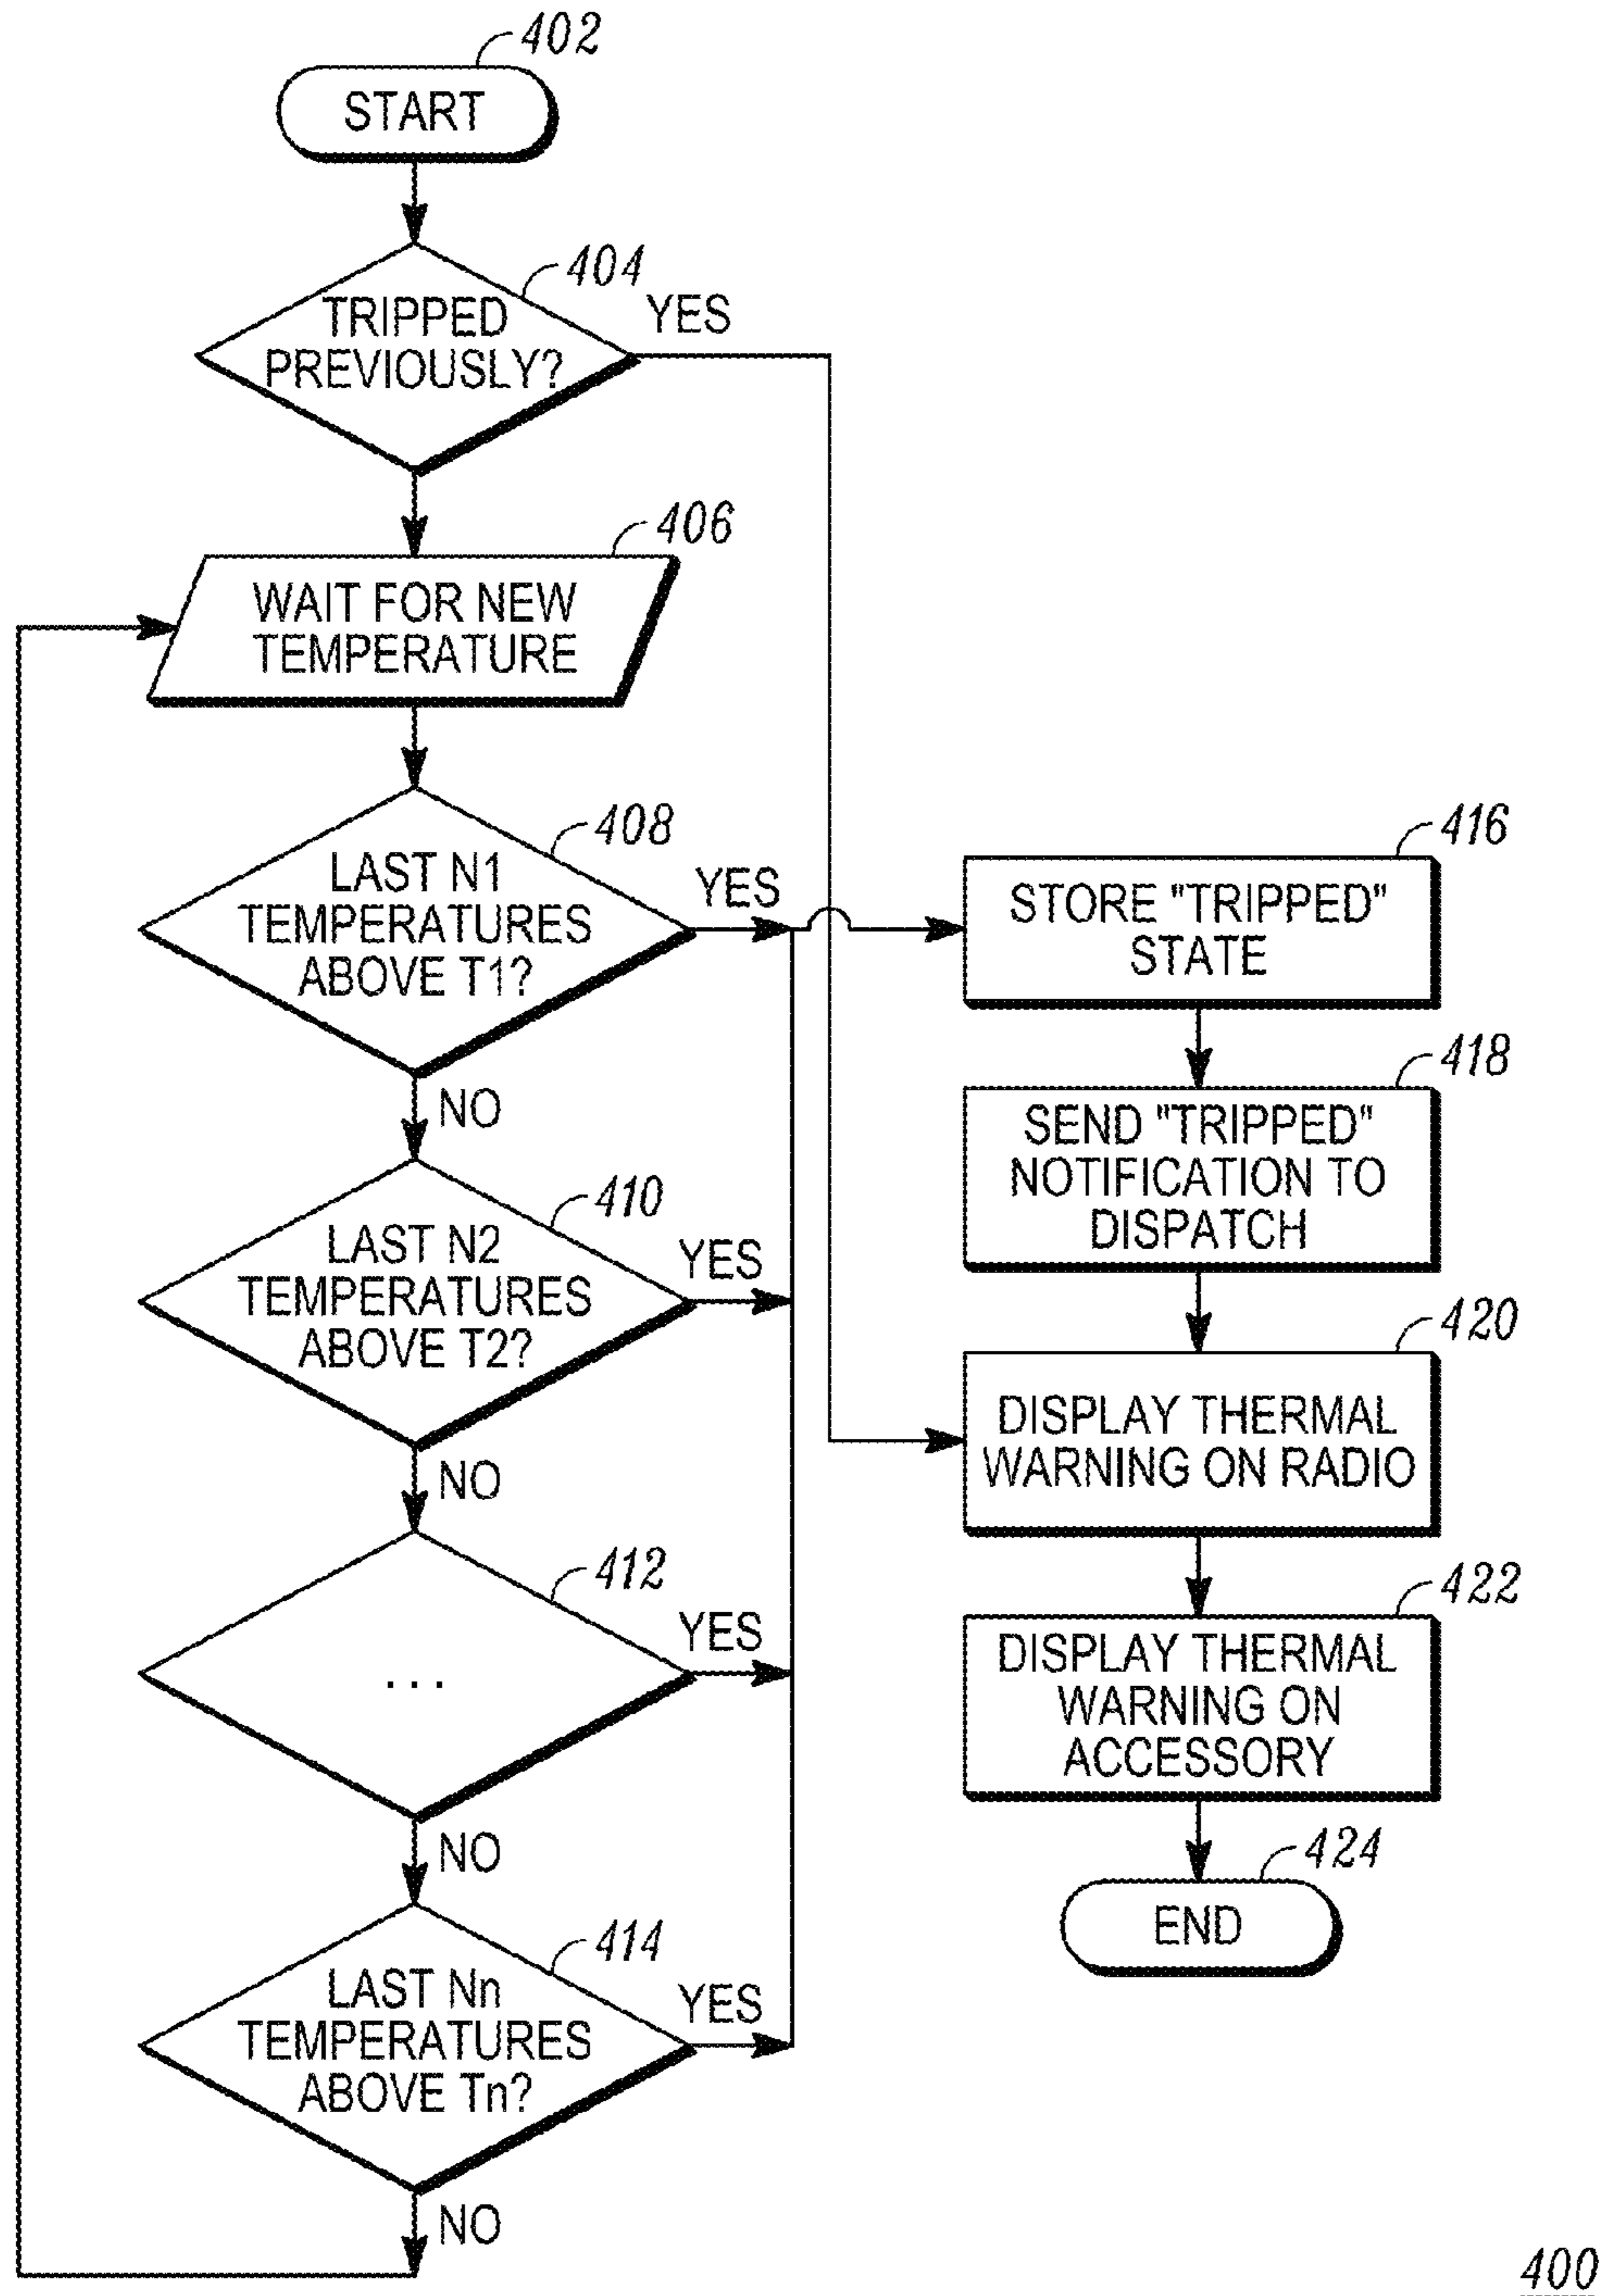 402
START
404
TRIPPED
PREVIOUSLY?
YES
406
WAIT FOR NEW
TEMPERATURE
408
LAST N1
TEMPERATURES
ABOVE T1?
YES
NO
410
LAST N2
TEMPERATURES
ABOVE T2?
YES
NO
412
...
YES
NO
414
LAST Nn
TEMPERATURES
ABOVE Tn?
YES
NO
416
STORE "TRIPPED"
STATE
418
SEND "TRIPPED"
NOTIFICATION TO
DISPATCH
420
DISPLAY THERMAL
WARNING ON RADIO
422
DISPLAY THERMAL
WARNING ON
ACCESSORY
424
END
400